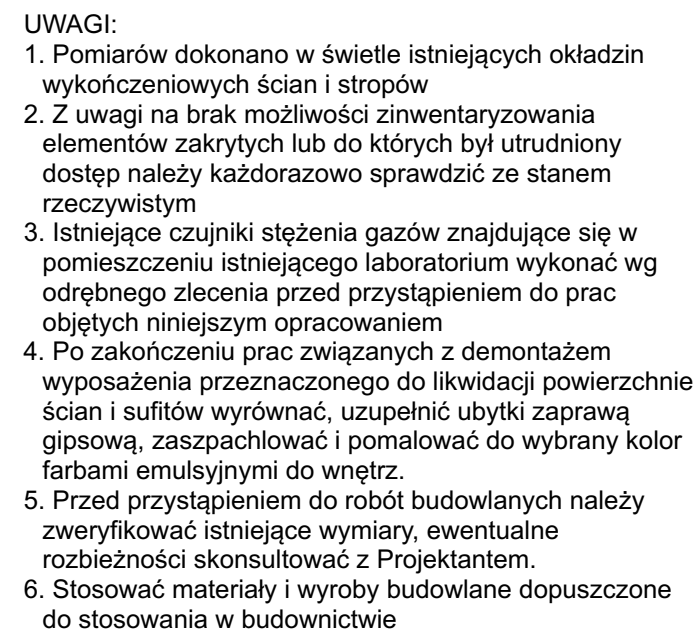 UWAGI:
1. Pomiarów dokonano w świetle istniejących okładzin
wykończeniowych ścian i stropów
2. Z uwagi na brak możliwości zinwentaryzowania
elementów zakrytych lub do których był utrudniony
dostęp należy każdorazowo sprawdzić ze stanem
rzeczywistym
3. Istniejące czujniki stężenia gazów znajdujące się w
pomieszczeniu istniejącego laboratorium wykonać wg
odrębnego zlecenia przed przystąpieniem do prac
objętych niniejszym opracowaniem
4. Po zakończeniu prac związanych z demontażem
wyposażenia przeznaczonego do likwidacji powierzchnie
ścian i sufitów wyrównać, uzupełnić ubytki zaprawą
gipsową, zaszpachlować i pomalować do wybrany kolor
farbami emulsyjnymi do wnętrz.
5. Przed przystąpieniem do robót budowlanych należy
zweryfikować istniejące wymiary, ewentualne
rozbieżności skonsultować z Projektantem.
6. Stosować materiały i wyroby budowlane dopuszczone
do stosowania w budownictwie